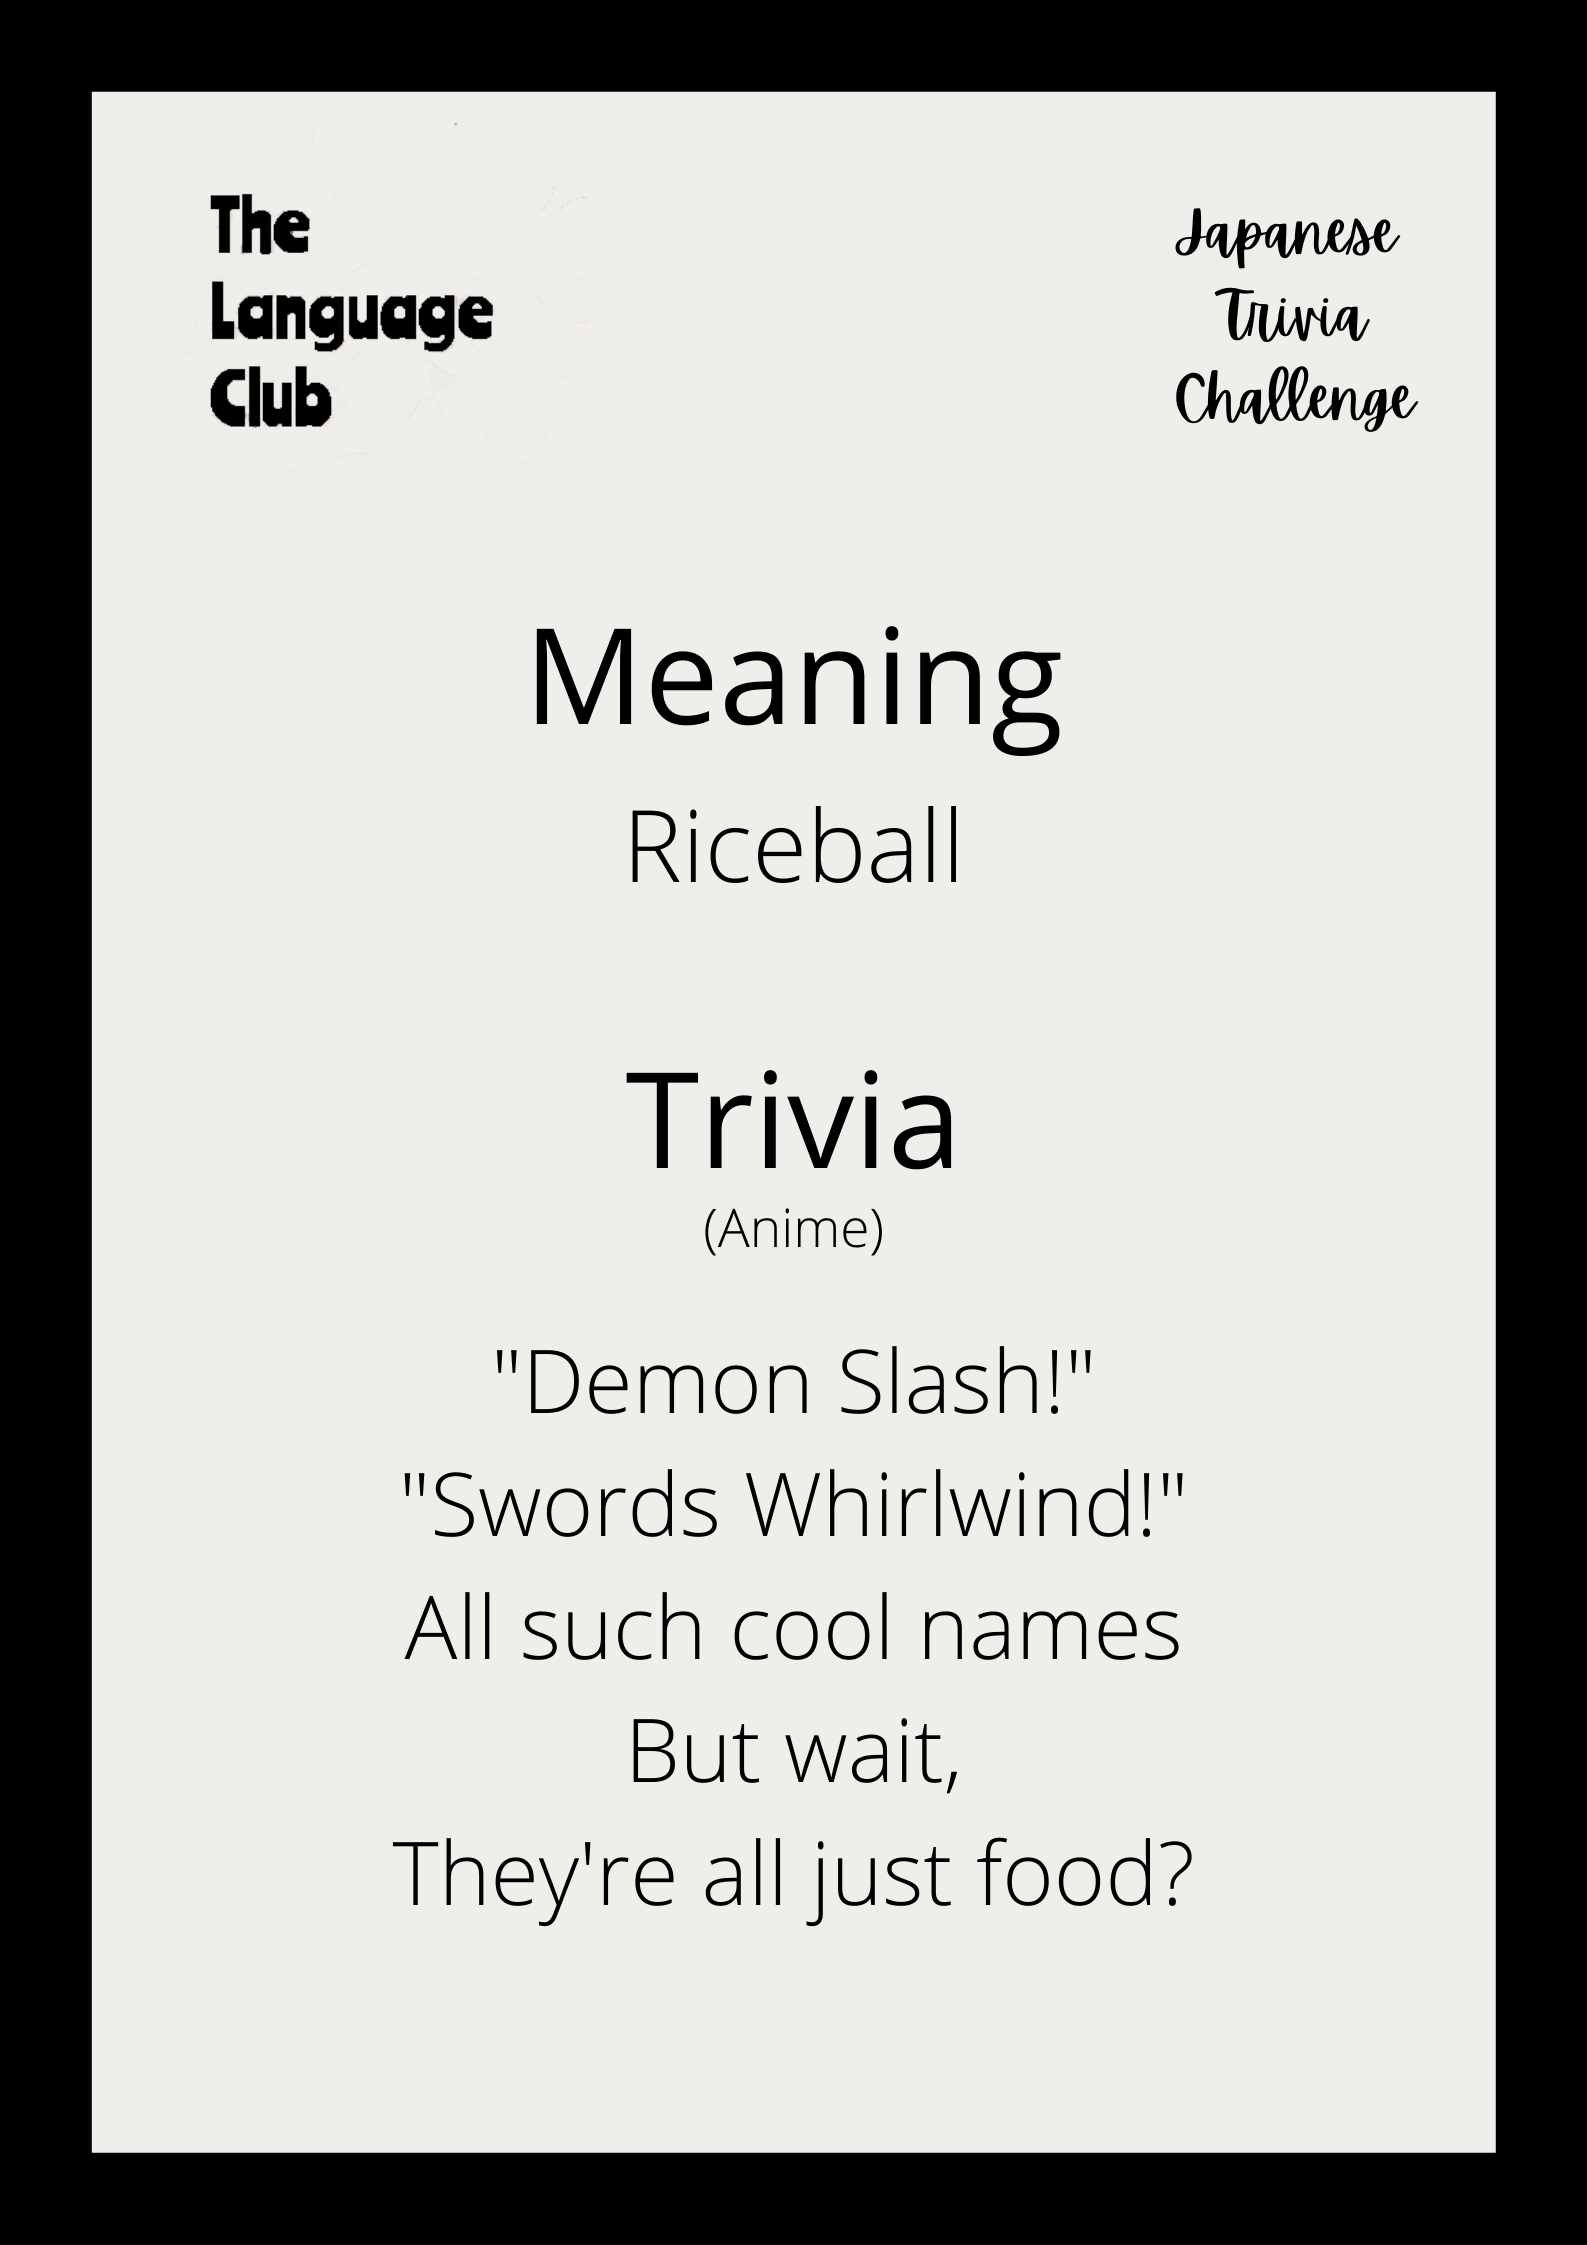 The
Language
Club
Japanese
Trivia
Challenge
Meaning
Riceball
Trivia
(Anime)
"Demon Slash!"
"Swords Whirlwind!"
All such cool names
But wait,
They're all just food?